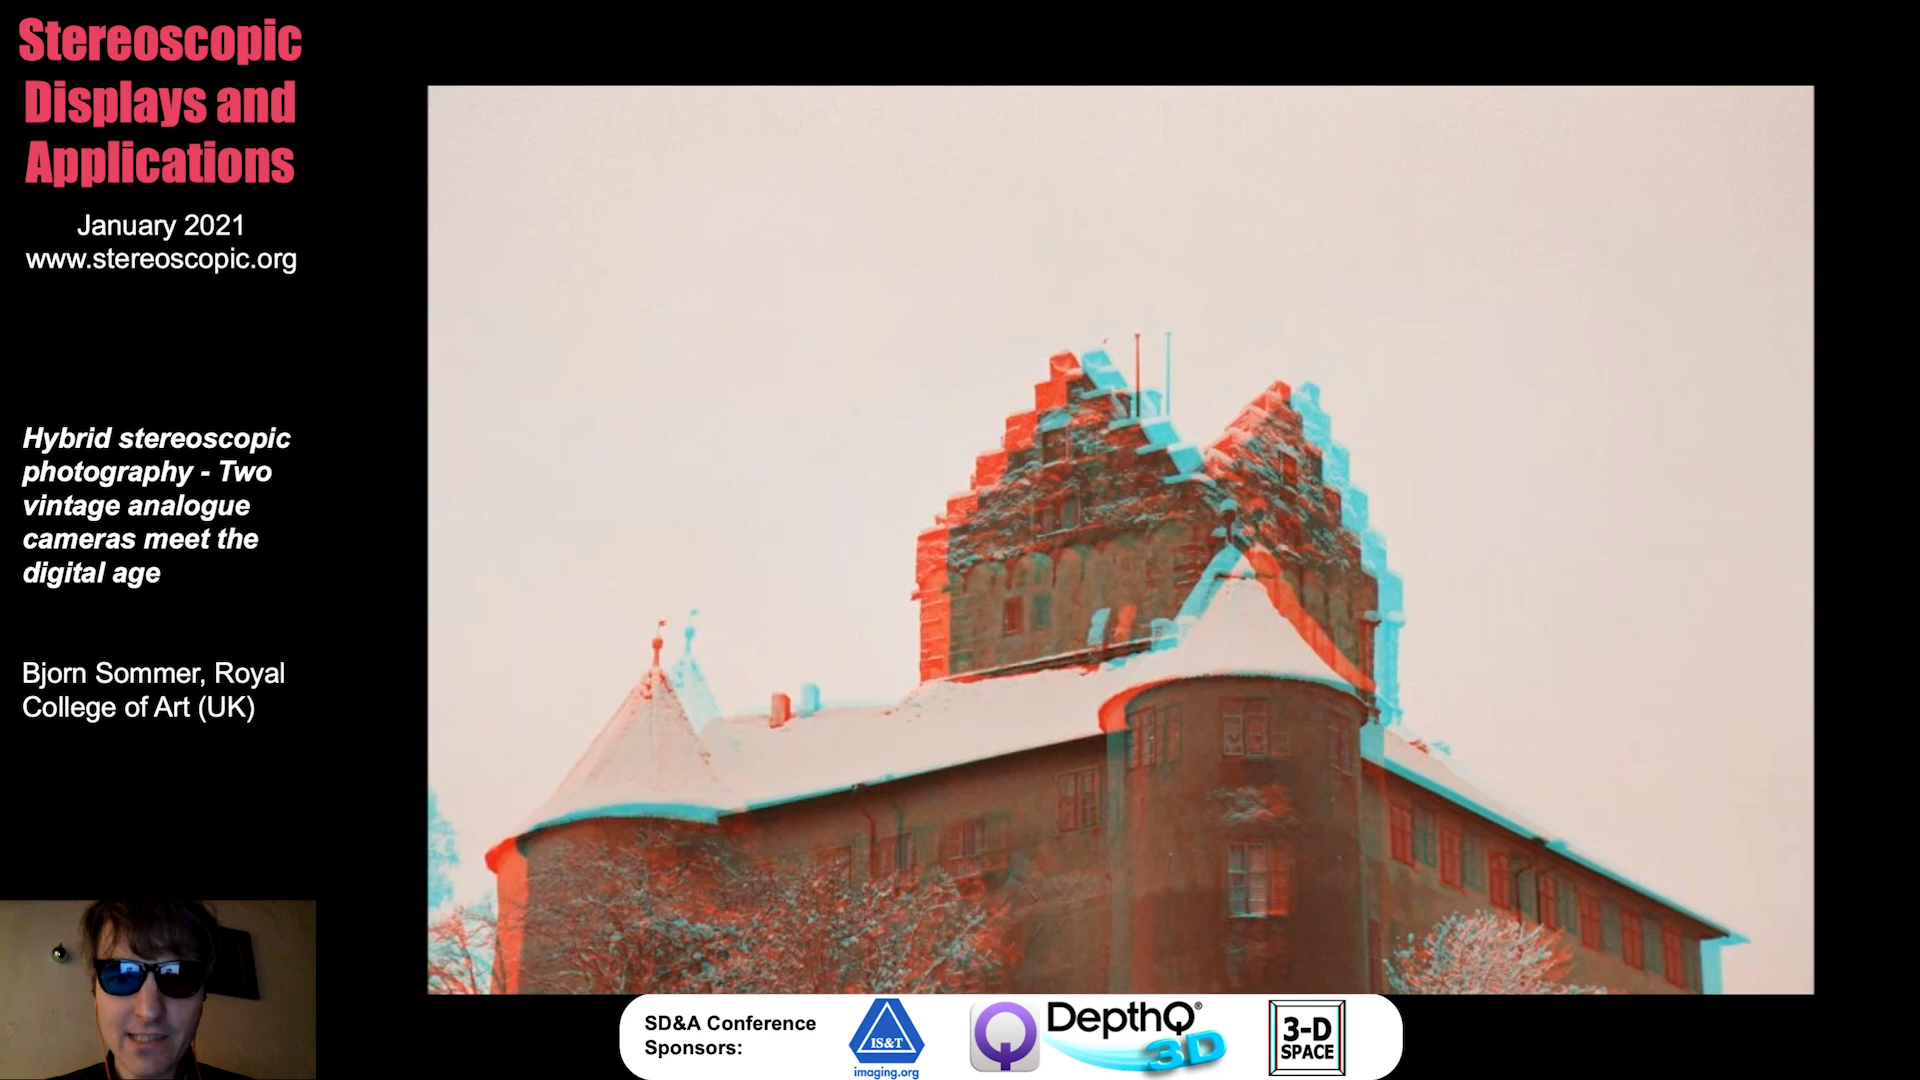 Stereoscopic
Displays and
Applications
January 2021
www.stereoscopic.org
Hybrid stereoscopic
photography - Two
vintage analogue
cameras meet the
digital age
Bjorn Sommer, Royal
College of Art (UK)
SD&A Conference
Sponsors:
IS&T
imaging.org
DepthQ®
3D
3-D
SPACE